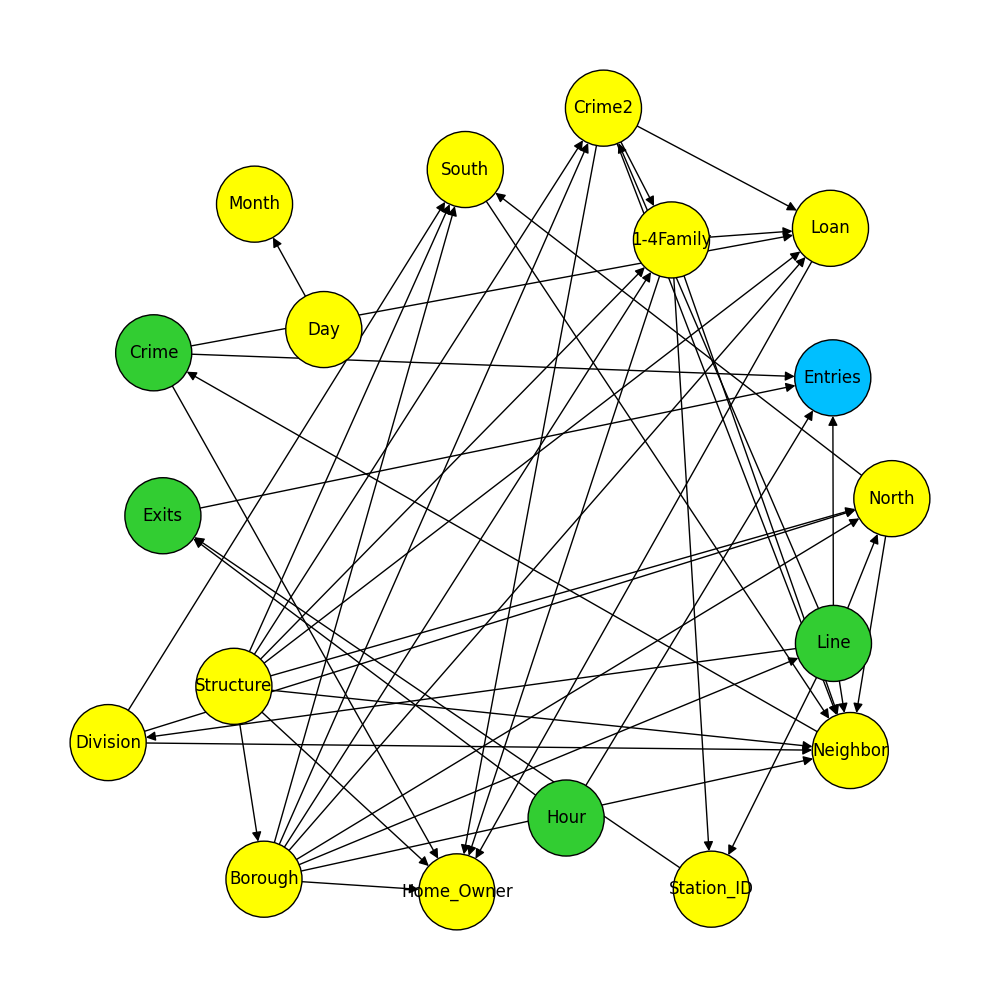 Crime2
South
Month
Loan
1-4Family
Day
Crime
Entries
North
Exits
Line
Structure
Division
Neighbor
Hour
Borough
Home_Owner
Station_ID